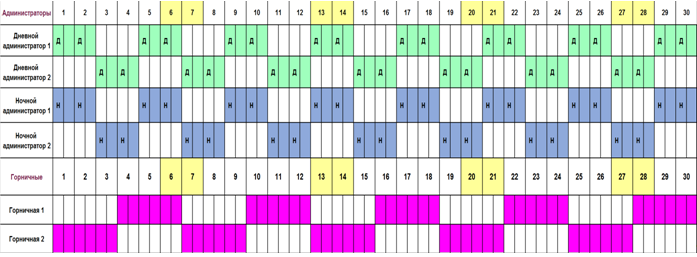 Администраторы 1 2 3 4 5 6 7 8 9 10 11 12 13 14 15 16 17 18 19 20 21 22 23 24 25 26 27 28 29 30
Дневной
администратор 1
Д Д Д Д Д Д Д Д Д Д Д Д Д Д Д Д
Дневной
администратор 2
Д Д Д Д Д Д Д Д Д Д Д Д Д Д
Ночной
администратор 1
Н Н Н Н Н Н Н Н Н Н Н Н Н Н Н Н
Ночной
администратор 2
Н Н Н Н Н Н Н Н Н Н Н Н Н Н
Горничные 1 2 3 4 5 6 7 8 9 10 11 12 13 14 15 16 17 18 19 20 21 22 23 24 25 26 27 28 29 30
Горничная 1
Горничная 2